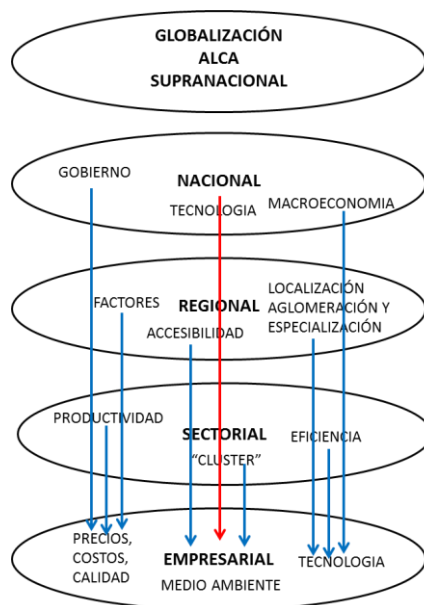 GLOBALIZACIÓN
ALCA
SUPRANACIONAL
GOBIERNO
NACIONAL
MACROECONOMIA
TECNOLOGIA
LOCALIZACIÓN
AGLOMERACIÓN Y
ESPECIALIZACIÓN
FACTORES
REGIONAL
ACCESIBILIDAD
PRODUCTIVIDAD
SECTORIAL
EFICIENCIA
“CLUSTER”
PRECIOS,
COSTOS,
CALIDAD
EMPRESARIAL
MEDIO AMBIENTE
TECNOLOGIA